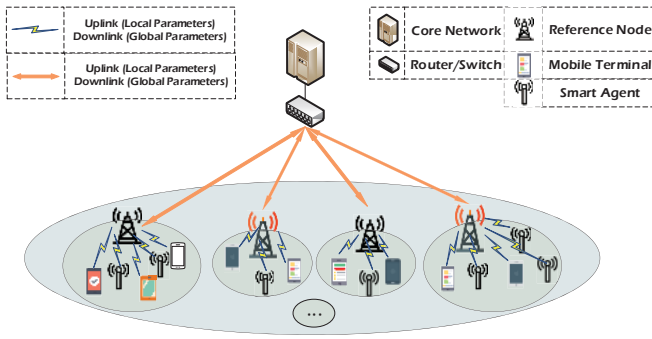 Uplink (Local Parameters)
Downlink (Global Parameters)
Uplink (Local Parameters)
Downlink (Global Parameters)
Core Network
Reference Node
Router/Switch
Mobile Terminal
Smart Agent
...